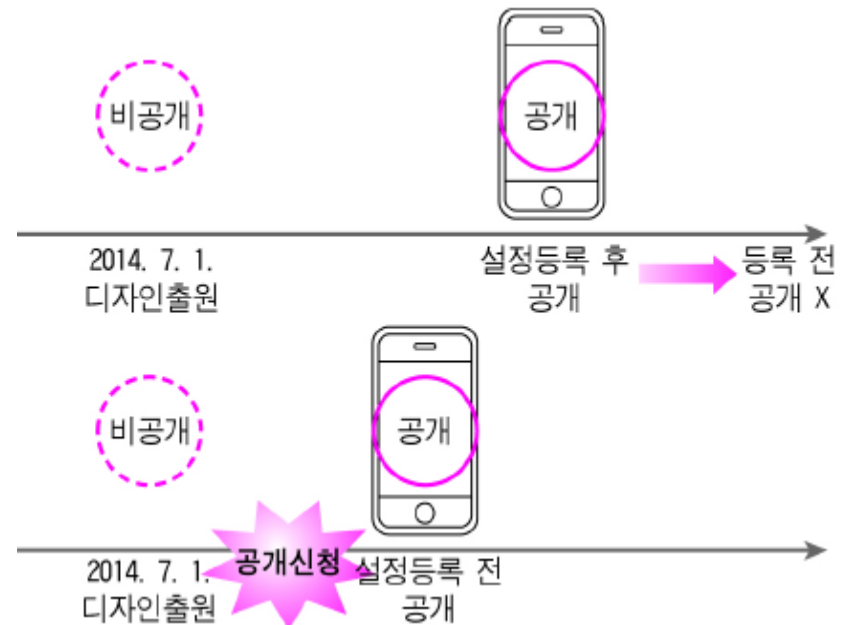 비공개
공개
2014. 7. 1.
디자인출원
설정등록 후
공개
등록 전
공개 X
비공개
공개
2014. 7. 1.
디자인출원
공개신청
설정등록 전
공개